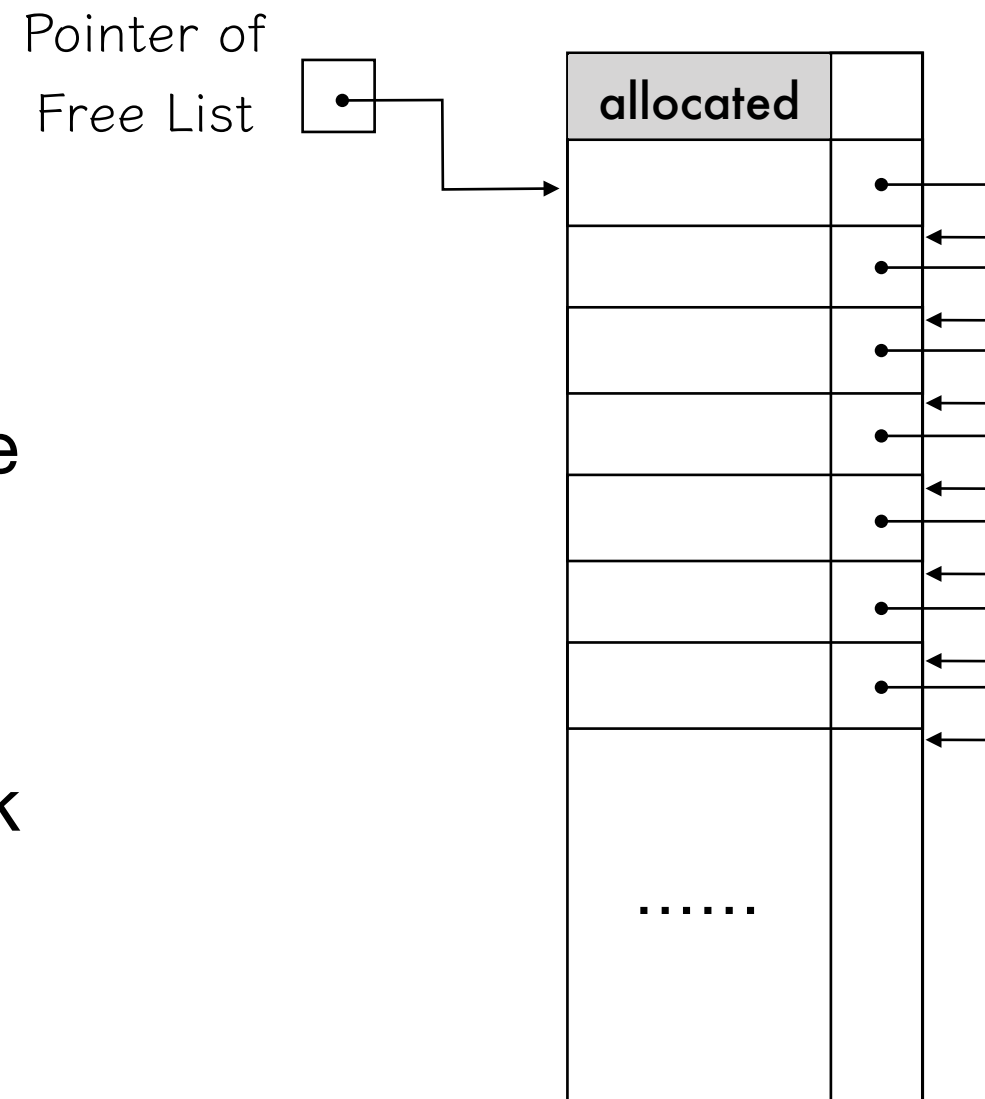 Pointer of
Free List
allocated
e
k
......